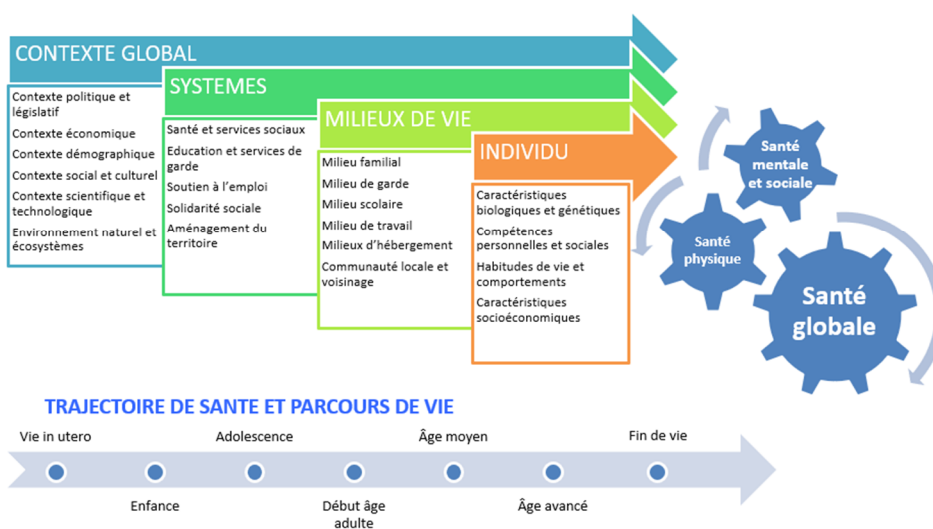 CONTEXTE GLOBAL
Contexte politique et
législatif
Contexte économique
Contexte démographique
Contexte social et culturel
Contexte scientifique et
technologique
Environnement naturel et
écosystèmes
SYSTEMES
Santé et services sociaux
Education et services de
garde
Soutien à l'emploi
Solidarité sociale
Aménagement du
territoire
MILIEUX DE VIE
Milieu familial
Milieu de garde
Milieu scolaire
Milieu de travail
Milieux d'hébergement
Communauté locale et
voisinage
INDIVIDU
Caractéristiques
biologiques et génétiques
Compétences
personnelles et sociales
Habitudes de vie et
comportements
Caractéristiques
socioéconomiques
Santé
mentale
et sociale
Santé
physique
Santé
globale
TRAJECTOIRE DE SANTE ET PARCOURS DE VIE
Vie in utero
Enfance
Adolescence
Début âge
adulte
Âge moyen
Âge avancé
Fin de vie